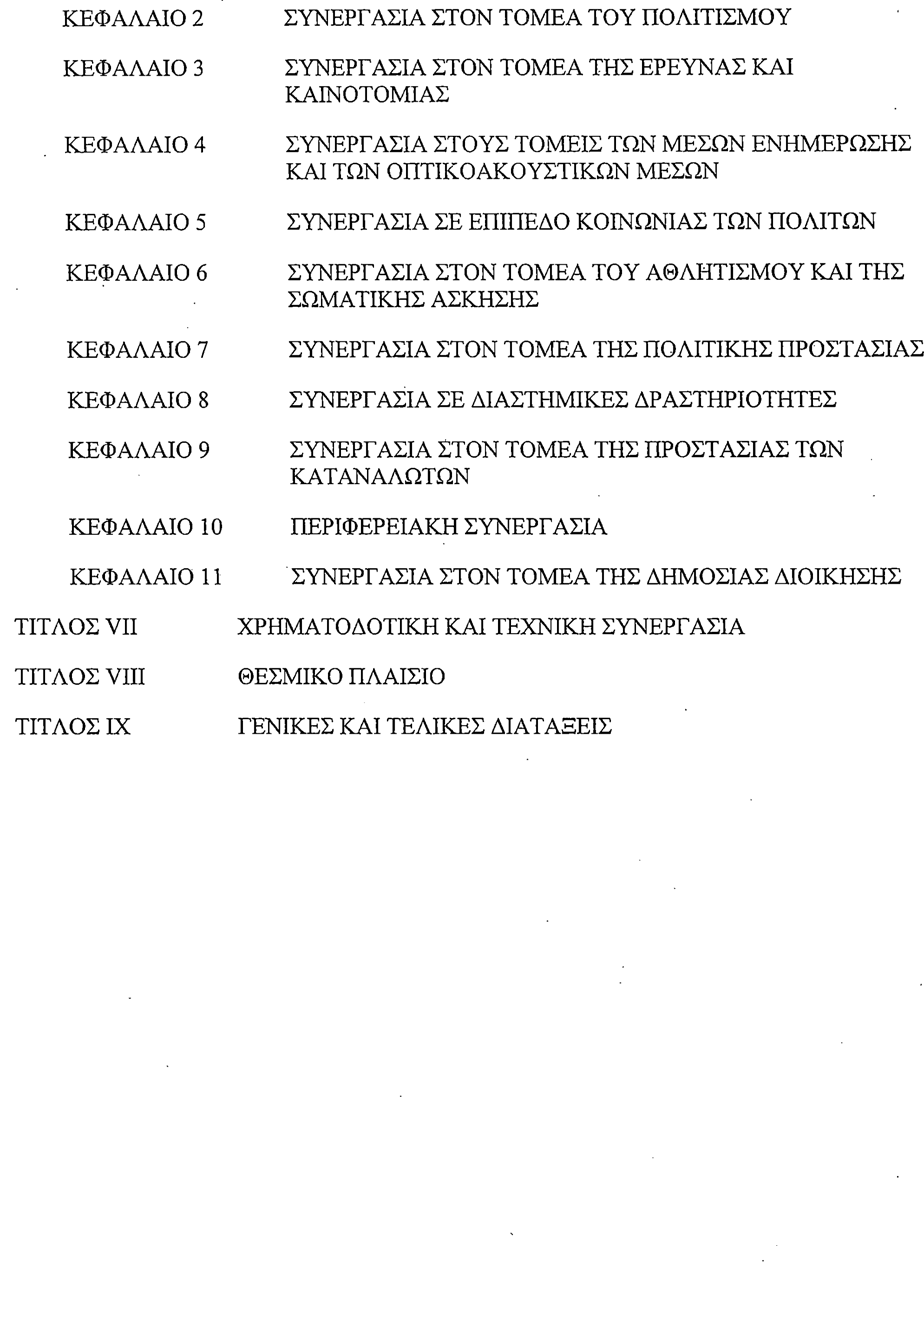 ΚΕΦΑΛΑΙΟ 2 ΣΥΝΕΡΓΑΣΙΑ ΣΤΟΝ ΤΟΜΕΑ ΤΟΥ ΠΟΛΙΤΙΣΜΟΥ
ΚΕΦΑΛΑΙΟ 3 ΣΥΝΕΡΓΑΣΙΑ ΣΤΟΝ ΤΟΜΕΑ ΤΗΣ ΕΡΕΥΝΑΣ ΚΑΙ
ΚΑΙΝΟΤΟΜΙΑΣ
ΚΕΦΑΛΑΙΟ 4 ΣΥΝΕΡΓΑΣΙΑ ΣΤΟΥΣ ΤΟΜΕΙΣ ΤΩΝ ΜΕΣΩΝ ΕΝΗΜΕΡΩΣΗΣ
ΚΑΙ ΤΩΝ ΟΠΤΙΚΟΑΚΟΥΣΤΙΚΩΝ ΜΕΣΩΝ
ΚΕΦΑΛΑΙΟ 5 ΣΥΝΕΡΓΑΣΙΑ ΣΕ ΕΠΙΠΕΔΟ ΚΟΙΝΩΝΙΑΣ ΤΩΝ ΠΟΛΙΤΩΝ
ΚΕΦΑΛΑΙΟ 6 ΣΥΝΕΡΓΑΣΙΑ ΣΤΟΝ ΤΟΜΕΑ ΤΟΥ ΑΘΛΗΤΙΣΜΟΥ ΚΑΙ ΤΗΣ
ΣΩΜΑΤΙΚΗΣ ΑΣΚΗΣΗΣ
ΚΕΦΑΛΑΙΟ 7 ΣΥΝΕΡΓΑΣΙΑ ΣΤΟΝ ΤΟΜΕΑ ΤΗΣ ΠΟΛΙΤΙΚΗΣ ΠΡΟΣΤΑΣΙΑΣ
ΚΕΦΑΛΑΙΟ 8 ΣΥΝΕΡΓΑΣΙΑ ΣΕ ΔΙΑΣΤΗΜΙΚΕΣ ΔΡΑΣΤΗΡΙΟΤΗΤΕΣ
ΚΕΦΑΛΑΙΟ 9 ΣΥΝΕΡΓΑΣΙΑ ΣΤΟΝ ΤΟΜΕΑ ΤΗΣ ΠΡΟΣΤΑΣΙΑΣ ΤΩΝ
ΚΑΤΑΝΑΛΩΤΩΝ
ΚΕΦΑΛΑΙΟ 10 ΠΕΡΙΦΕΡΕΙΑΚΗ ΣΥΝΕΡΓΑΣΙΑ
ΚΕΦΑΛΑΙΟ 11 ΣΥΝΕΡΓΑΣΙΑ ΣΤΟΝ ΤΟΜΕΑ ΤΗΣ ΔΗΜΟΣΙΑΣ ΔΙΟΙΚΗΣΗΣ
ΤΙΤΛΟΣ VII ΧΡΗΜΑΤΟΔΟΤΙΚΗ ΚΑΙ ΤΕΧΝΙΚΗ ΣΥΝΕΡΓΑΣΙΑ
ΤΙΤΛΟΣ VIII ΘΕΣΜΙΚΟ ΠΛΑΙΣΙΟ
ΤΙΤΛΟΣ IX ΓΕΝΙΚΕΣ ΚΑΙ ΤΕΛΙΚΕΣ ΔΙΑΤΑΞΕΙΣ